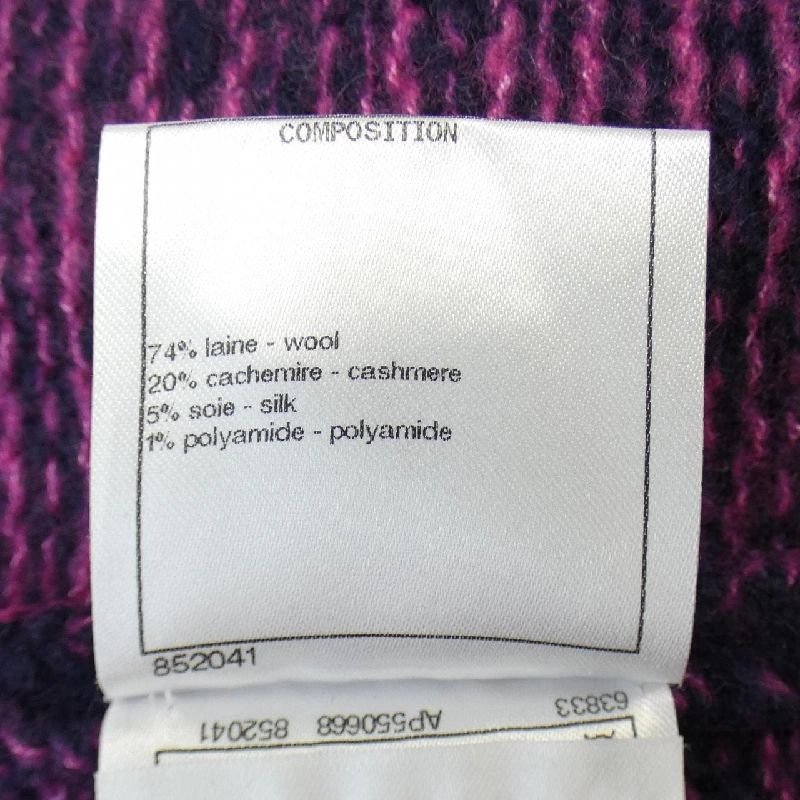 COMPOSITION
74% laine - wool
20% cachemire - cashmere
5% soie - silk
1% polyamide - polyamide
852041
63833
AP550668 852041